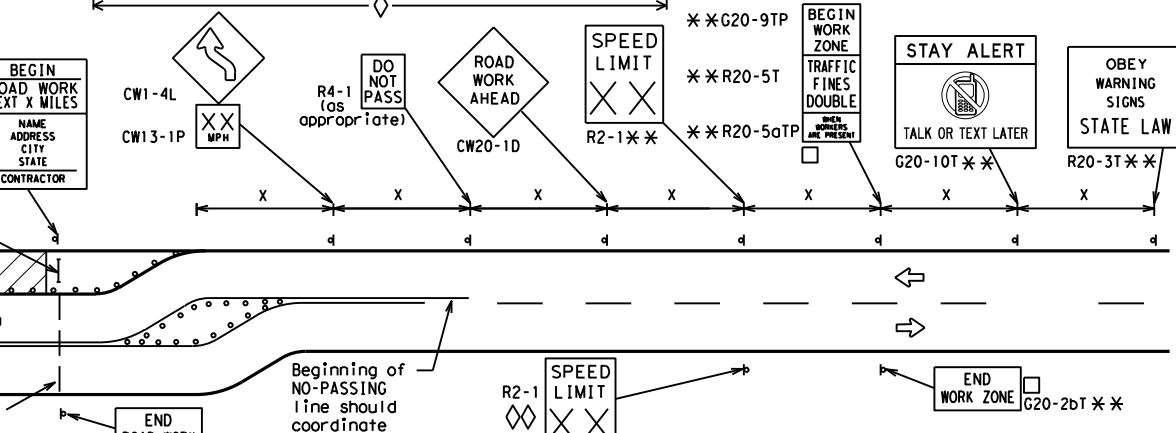 BEGIN
ROAD WORK
NEXT X MILES
NAME
ADDRESS
CITY
STATE
CONTRACTOR
CW1-4L
CW13-1P
X X
MPH
R4-1
(as
appropriate)
DO
NOT
PASS
ROAD
WORK
AHEAD
CW20-1D
SPEED
LIMIT
X X
R2-1**
**G20-9TP
**R20-5T
**R20-5aTP
BEGIN
WORK
ZONE
TRAFFIC
FINES
DOUBLE
WHEN
WORKERS
ARE PRESENT
STAY ALERT
TALK OR TEXT LATER
G20-10T**
OBEY
WARNING
SIGNS
STATE LAW
R20-3T**
X X X X X X X
Beginning of
NO-PASSING
line should
coordinate
R2-1
SPEED
LIMIT
X X
END
WORK ZONE
G20-2bT**
END
ROAD WORK